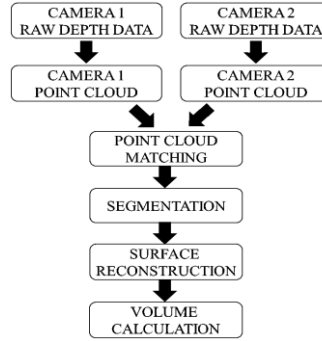 CAMERA 1
RAW DEPTH DATA
CAMERA 2
RAW DEPTH DATA
CAMERA 1
POINT CLOUD
CAMERA 2
POINT CLOUD
POINT CLOUD
MATCHING
SEGMENTATION
SURFACE
RECONSTRUCTION
VOLUME
CALCULATION